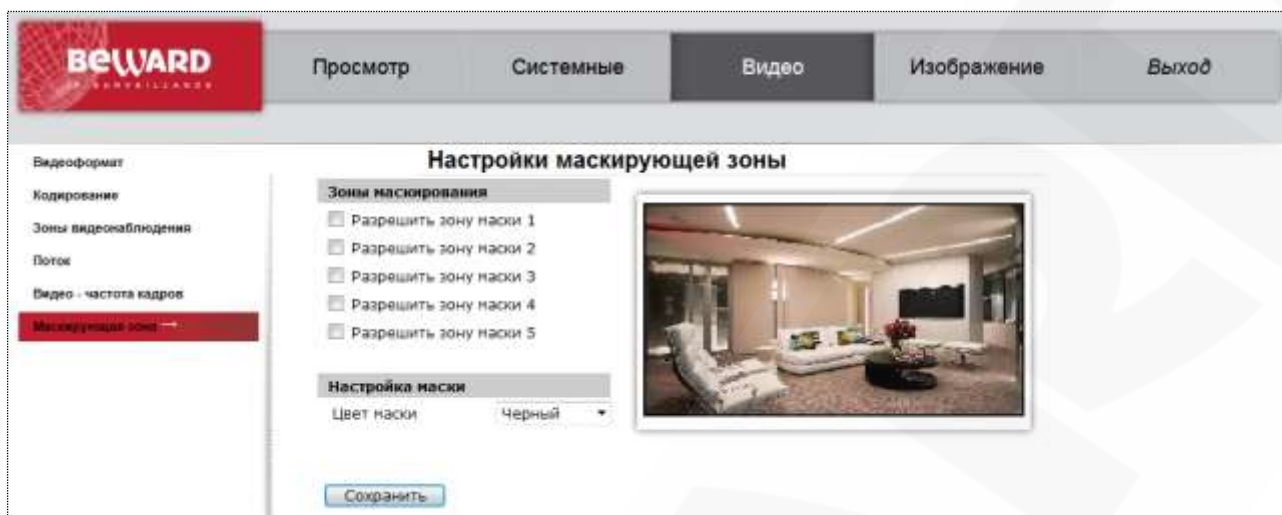 BEWARD
Просмотр
Системные
Видео
Изображение
Выход
Видеоформат
Кодирование
Зоны видеонаблюдения
Поток
Видео - частота кадров
Маскирующая зона →
Настройки маскирующей зоны
Зоны маскирования
Разрешить зону маски 1
Разрешить зону маски 2
Разрешить зону маски 3
Разрешить зону маски 4
Разрешить зону маски 5
Настройка маски
Цвет маски Черный
Сохранить